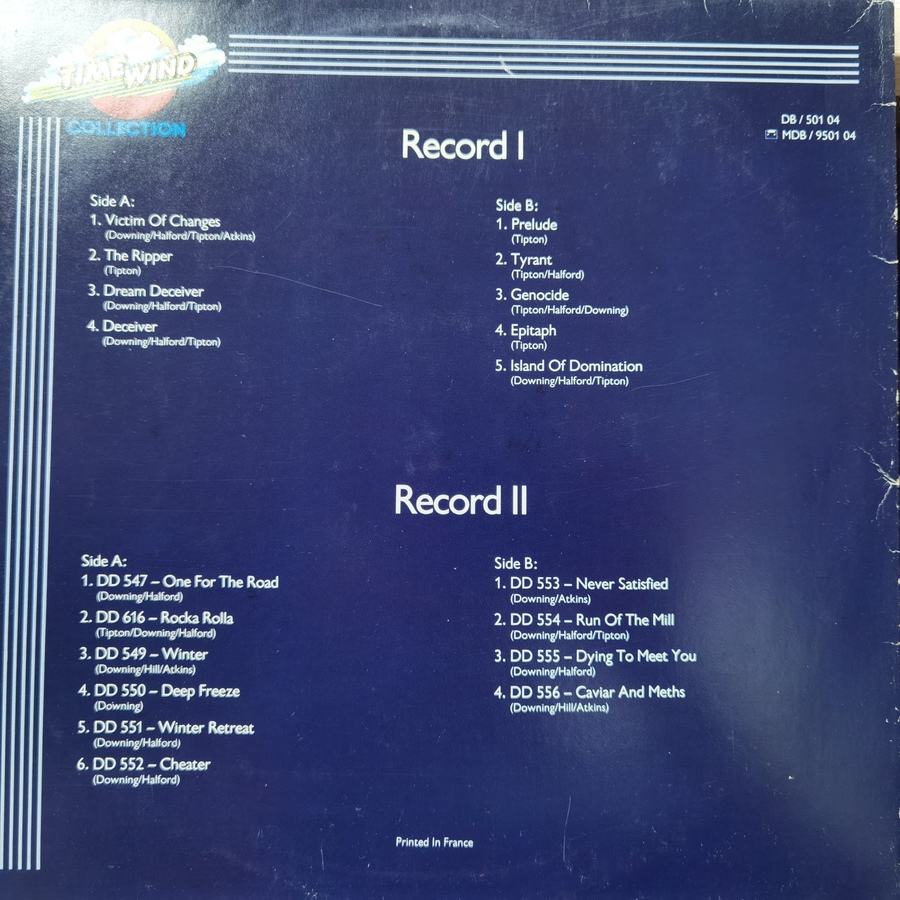 TIMEWIND
COLLECTION
DB / 501 04
MDB / 9501 04
Record I
Side A:
1. Victim Of Changes
(Downing/Halford/Tipton/Atkins)
2. The Ripper
(Tipton)
3. Dream Deceiver
(Downing/Halford/Tipton)
4. Deceiver
(Downing/Halford/Tipton)
Side B:
1. Prelude
(Tipton)
2. Tyrant
(Tipton/Halford)
3. Genocide
(Tipton/Halford/Downing)
4. Epitaph
(Tipton)
5. Island Of Domination
(Downing/Halford/Tipton)
Record II
Side A:
1. DD 547 – One For The Road
(Downing/Halford)
2. DD 616 – Rocka Rolla
(Tipton/Downing/Halford)
3. DD 549 – Winter
(Downing/Hill/Atkins)
4. DD 550 – Deep Freeze
(Downing)
5. DD 551 – Winter Retreat
(Downing/Halford)
6. DD 552 – Cheater
(Downing/Halford)
Side B:
1. DD 553 – Never Satisfied
(Downing/Atkins)
2. DD 554 – Run Of The Mill
(Downing/Halford/Tipton)
3. DD 555 – Dying To Meet You
(Downing/Halford)
4. DD 556 – Caviar And Meths
(Downing/Hill/Atkins)
Printed In France